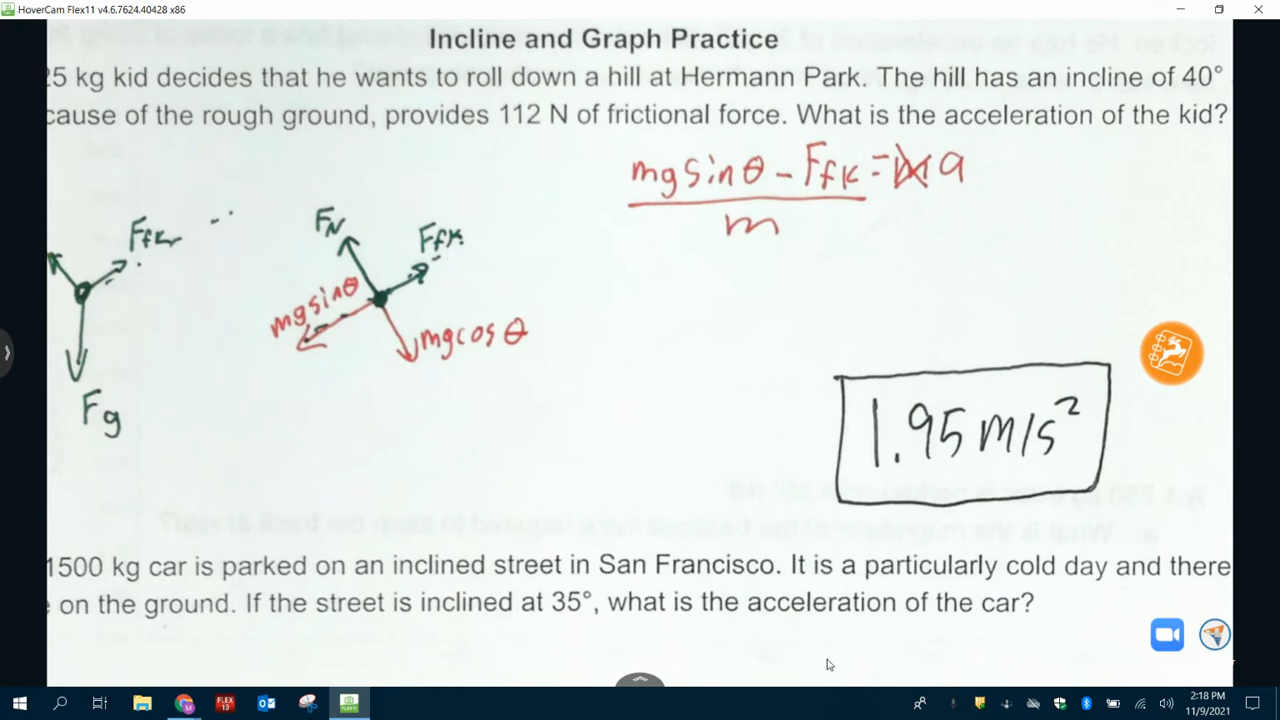 HoverCam Flex11 v4.6.7624.40428 x86
Incline and Graph Practice
25 kg kid decides that he wants to roll down a hill at Hermann Park. The hill has an incline of 40°
cause of the rough ground, provides 112 N of frictional force. What is the acceleration of the kid?
mg sinθ - Ffk = m a
m
Ffk
FN
Ffk
mg sinθ
mg cos θ
Fg
1.95 m/s²
1500 kg car is parked on an inclined street in San Francisco. It is a particularly cold day and there
e on the ground. If the street is inclined at 35°, what is the acceleration of the car?
FLEX
2:18 PM
11/9/2021